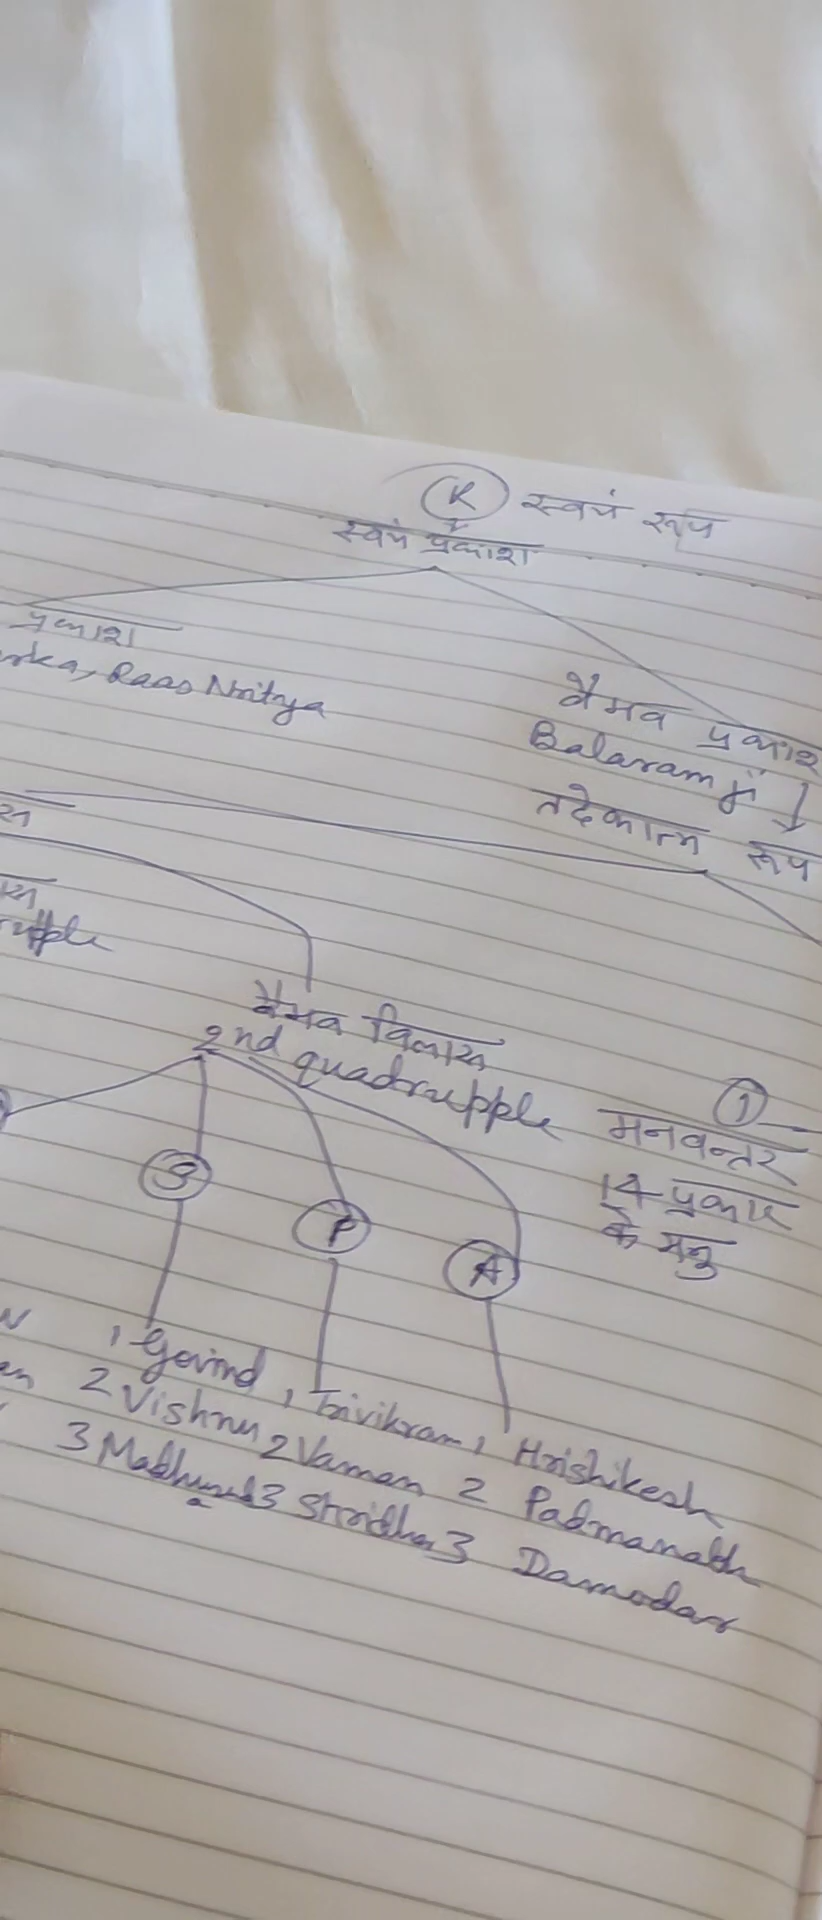 K स्वयं रूप
स्वयं प्रकाश
प्रकाश
Raas Nritya
वैभव प्रकाश
Balaram ji
तदेकात्म रूप
वैभव विलास
2nd quadrupple
1
मनवन्तर
14 प्रकार
के मनु
S P A
1 Govind 1 Trivikram 1 Hrishikesh
2 Vishnu 2 Vaman 2 Padmanabh
3 3 Shridhar 3 Damodar